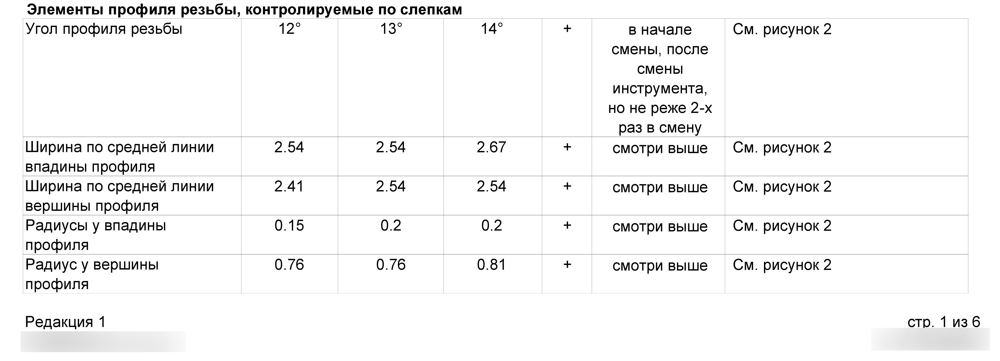 Элементы профиля резьбы, контролируемые по слепкам
Угол профиля резьбы 12° 13° 14° + в начале См. рисунок 2
смены, после
смены
инструмента,
но не реже 2-х
раз в смену
Ширина по средней линии 2.54 2.54 2.67 + смотри выше См. рисунок 2
впадины профиля
Ширина по средней линии 2.41 2.54 2.54 + смотри выше См. рисунок 2
вершины профиля
Радиусы у впадины 0.15 0.2 0.2 + смотри выше См. рисунок 2
профиля
Радиус у вершины 0.76 0.76 0.81 + смотри выше См. рисунок 2
профиля
Редакция 1 стр. 1 из 6